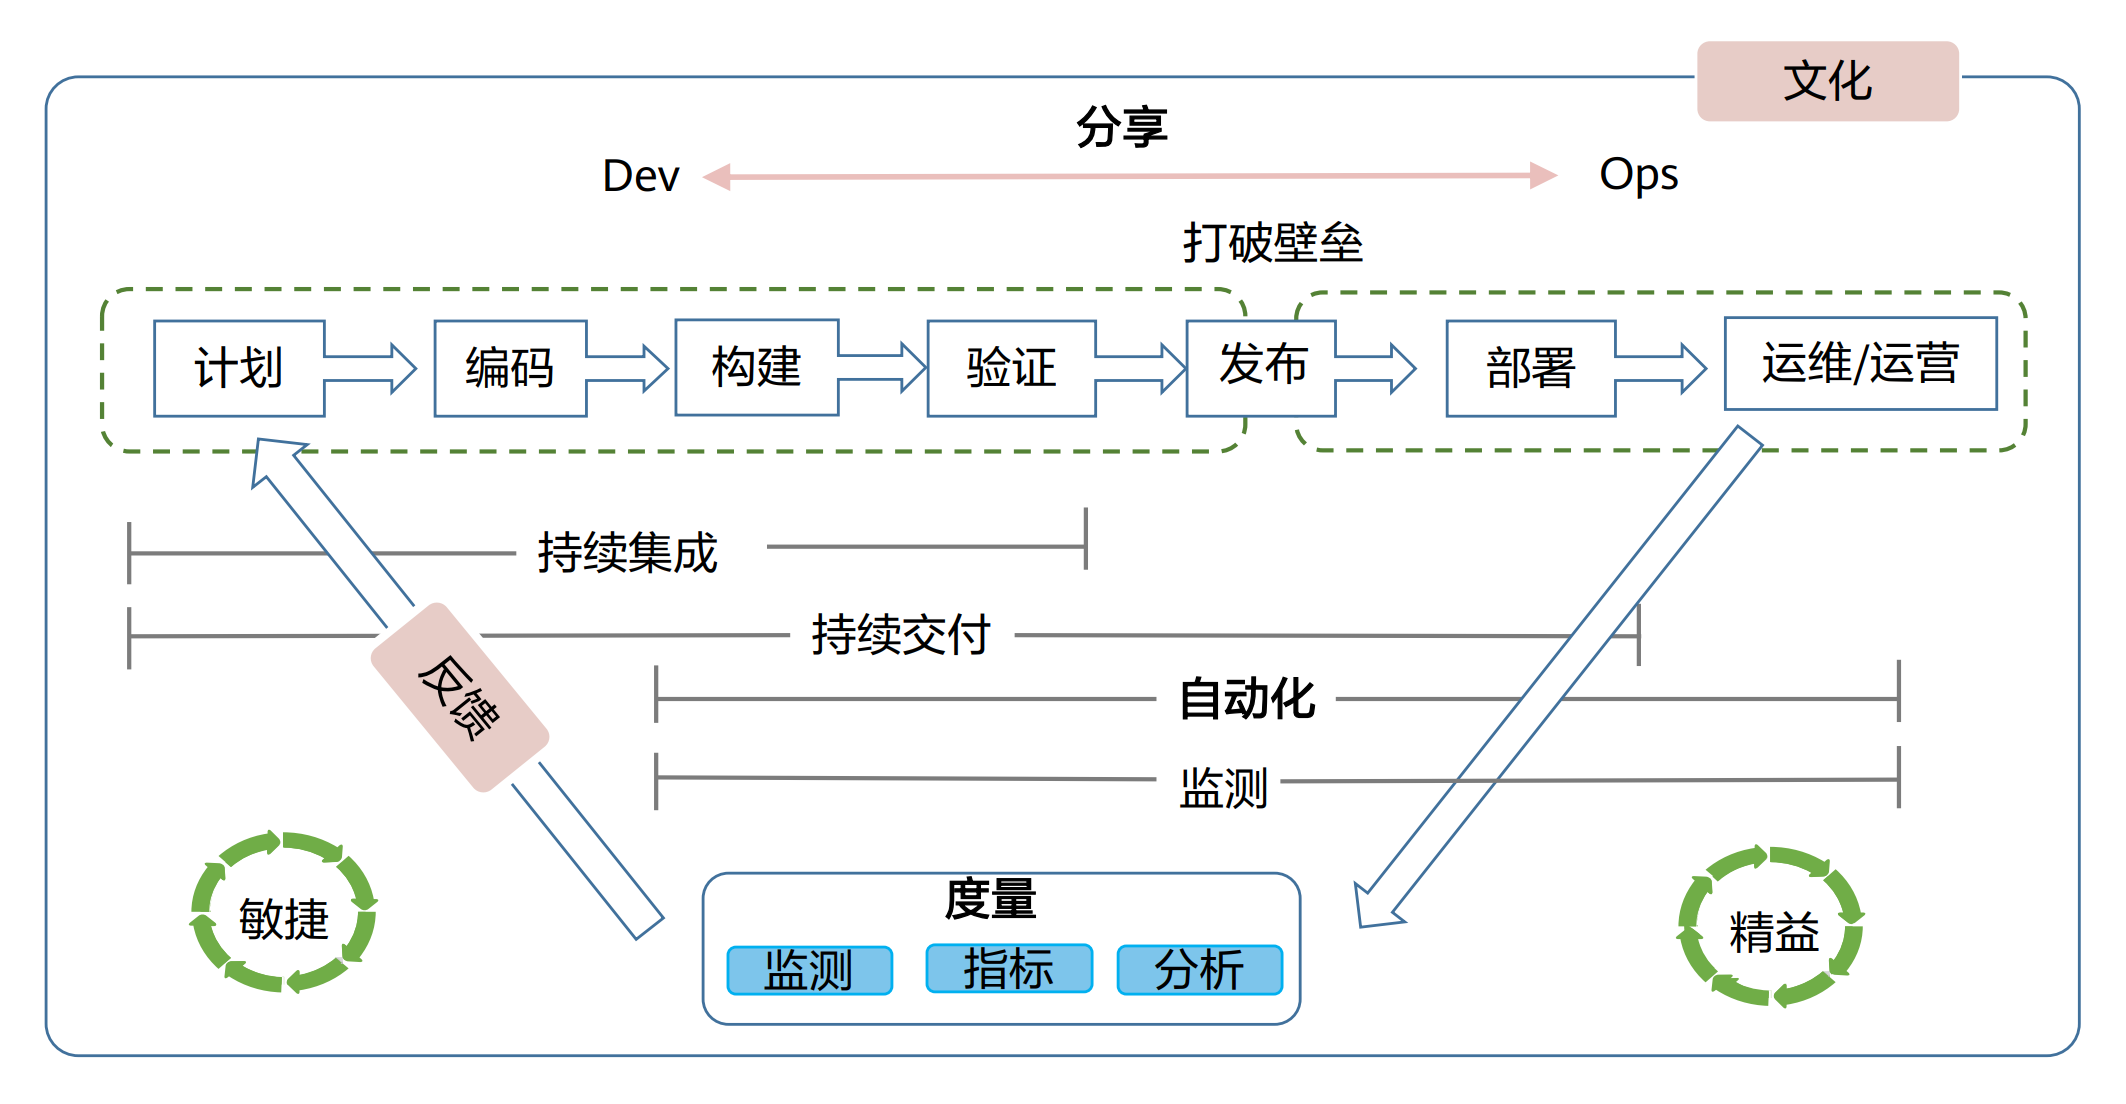 文化
分享
Dev
Ops
打破壁垒
计划
编码
构建
验证
发布
部署
运维/运营
持续集成
持续交付
反馈
自动化
监测
敏捷
度量
监测
指标
分析
精益